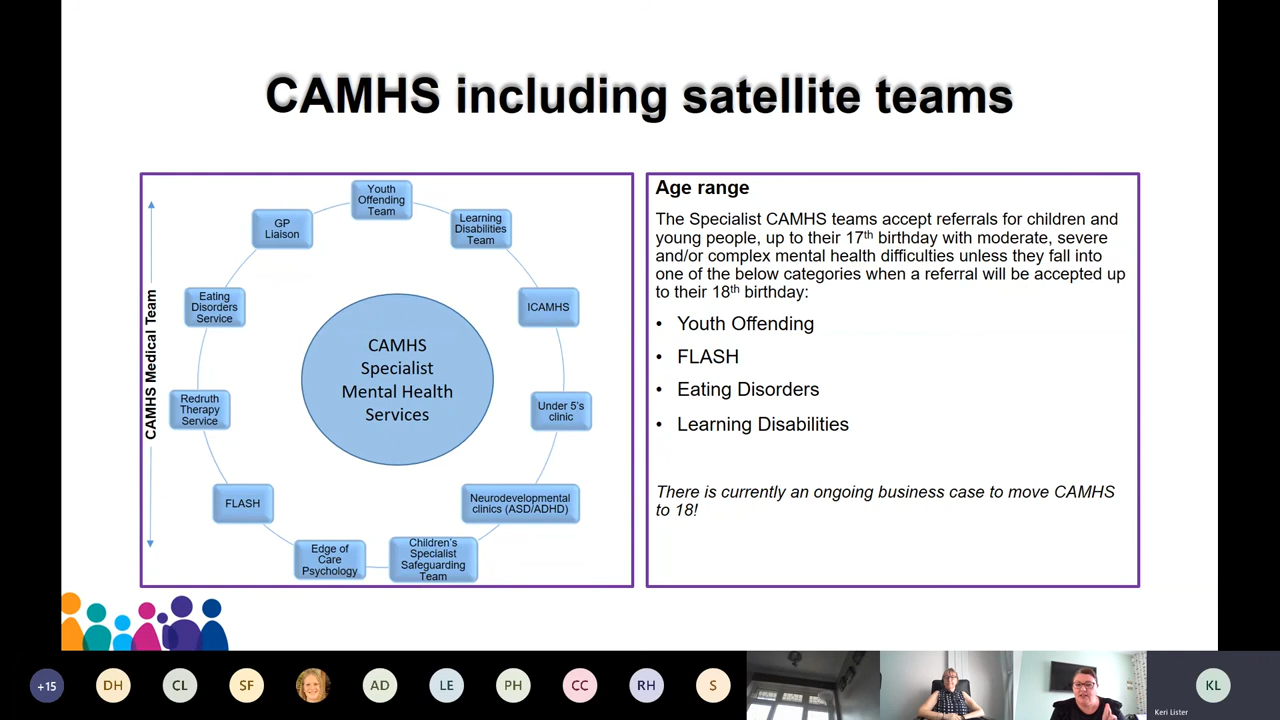 CAMHS including satellite teams
CAMHS Medical Team
Youth
Offending
Team
Learning
Disabilities
Team
ICAMHS
Under 5's
clinic
Neurodevelopmental
clinics (ASD/ADHD)
Children's
Specialist
Safeguarding
Team
Edge of
Care
Psychology
FLASH
Redruth
Therapy
Service
Eating
Disorders
Service
GP
Liaison
CAMHS
Specialist
Mental Health
Services
Age range
The Specialist CAMHS teams accept referrals for children and
young people, up to their 17th birthday with moderate, severe
and/or complex mental health difficulties unless they fall into
one of the below categories when a referral will be accepted up
to their 18th birthday:
• Youth Offending
• FLASH
• Eating Disorders
• Learning Disabilities
There is currently an ongoing business case to move CAMHS
to 18!
+15
DH
CL
SF
AD
LE
PH
CC
RH
S
KL
Keri Lister